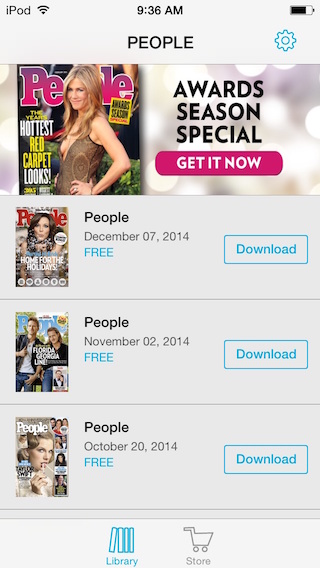 iPod
9:36 AM
PEOPLE
People
AWARDS
SEASON
SPECIAL
THE
YEAR'S
HOTTEST
RED
CARPET
LOOKS!
AWARDS
SEASON
SPECIAL
GET IT NOW
People
HOME FOR THE
HOLIDAYS!
People
December 07, 2014
FREE
Download
People
FLORIDA
GEORGIA
LINE!
People
November 02, 2014
FREE
Download
People
TAYLOR
SWIFT
People
October 20, 2014
FREE
Download
Library
Store